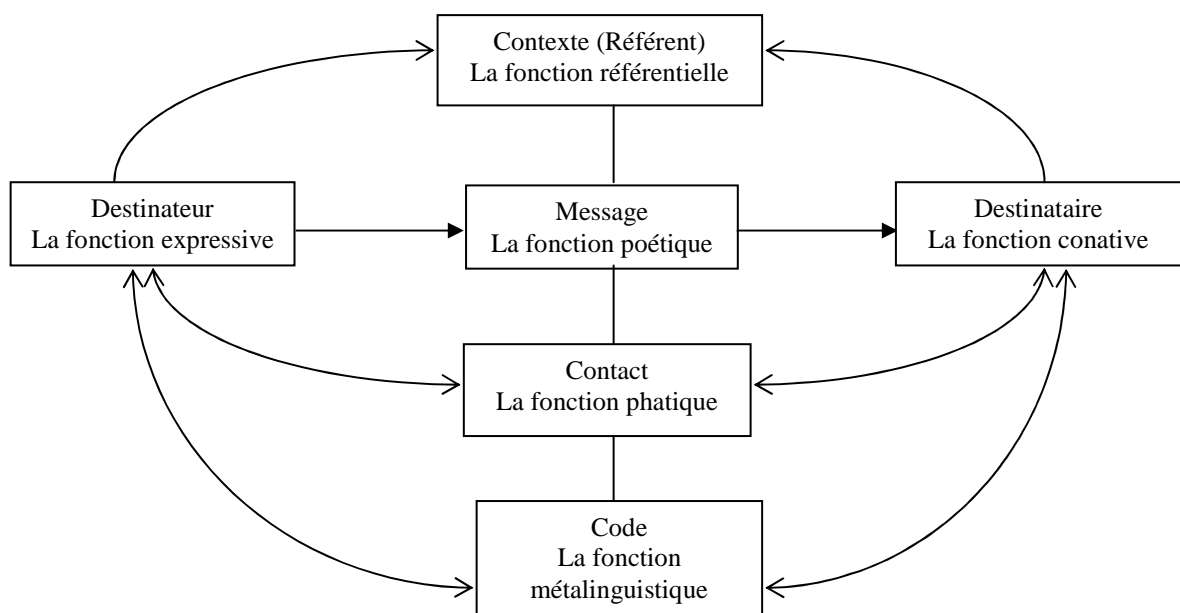 Contexte (Référent)
La fonction référentielle
Destinateur
La fonction expressive
Message
La fonction poétique
Destinataire
La fonction conative
Contact
La fonction phatique
Code
La fonction
métalinguistique